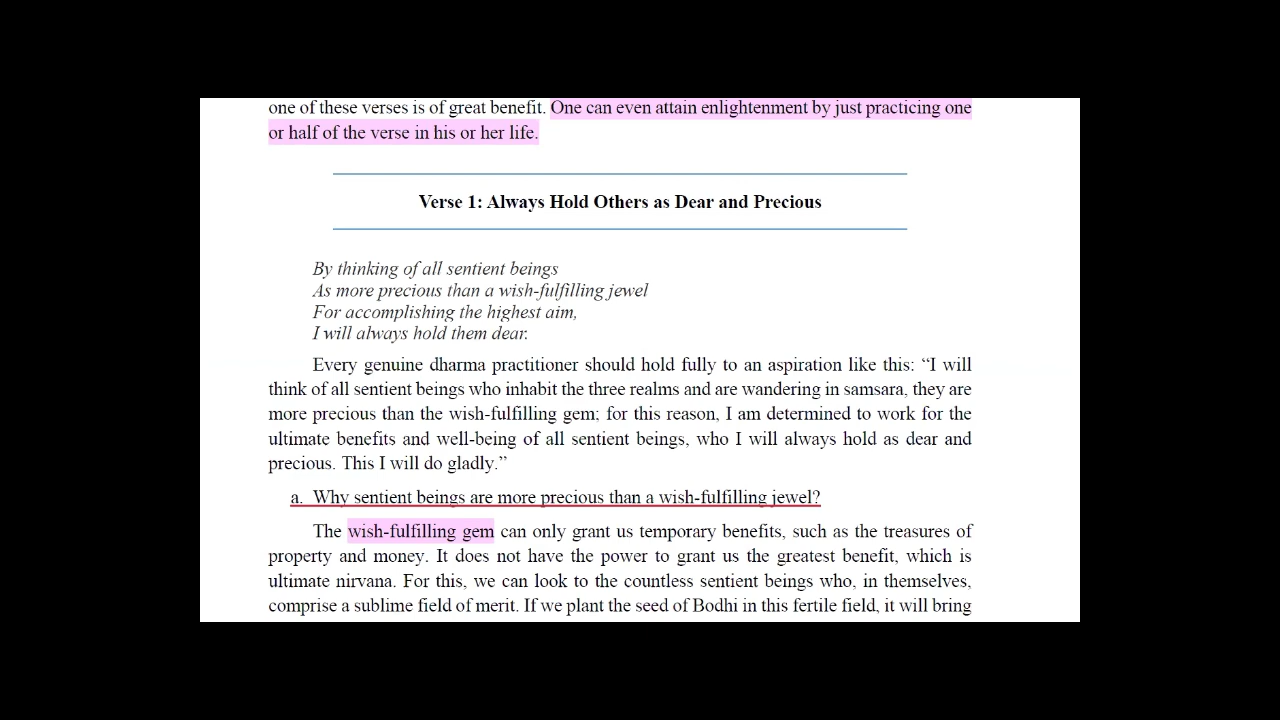 one of these verses is of great benefit. One can even attain enlightenment by just practicing one
or half of the verse in his or her life.
Verse 1: Always Hold Others as Dear and Precious
By thinking of all sentient beings
As more precious than a wish-fulfilling jewel
For accomplishing the highest aim,
I will always hold them dear.
Every genuine dharma practitioner should hold fully to an aspiration like this: “I will
think of all sentient beings who inhabit the three realms and are wandering in samsara, they are
more precious than the wish-fulfilling gem; for this reason, I am determined to work for the
ultimate benefits and well-being of all sentient beings, who I will always hold as dear and
precious. This I will do gladly.”
a. Why sentient beings are more precious than a wish-fulfilling jewel?
The wish-fulfilling gem can only grant us temporary benefits, such as the treasures of
property and money. It does not have the power to grant us the greatest benefit, which is
ultimate nirvana. For this, we can look to the countless sentient beings who, in themselves,
comprise a sublime field of merit. If we plant the seed of Bodhi in this fertile field, it will bring